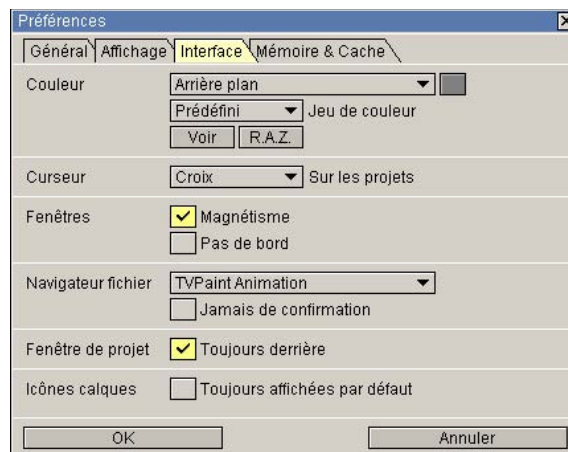 Préférences
Général Affichage Interface Mémoire & Cache
Couleur Arrière plan
Prédéfini Jeu de couleur
Voir R.A.Z.
Curseur Croix Sur les projets
Fenêtres Magnétisme
Pas de bord
Navigateur fichier TVPaint Animation
Jamais de confirmation
Fenêtre de projet Toujours derrière
Icônes calques Toujours affichées par défaut
OK Annuler